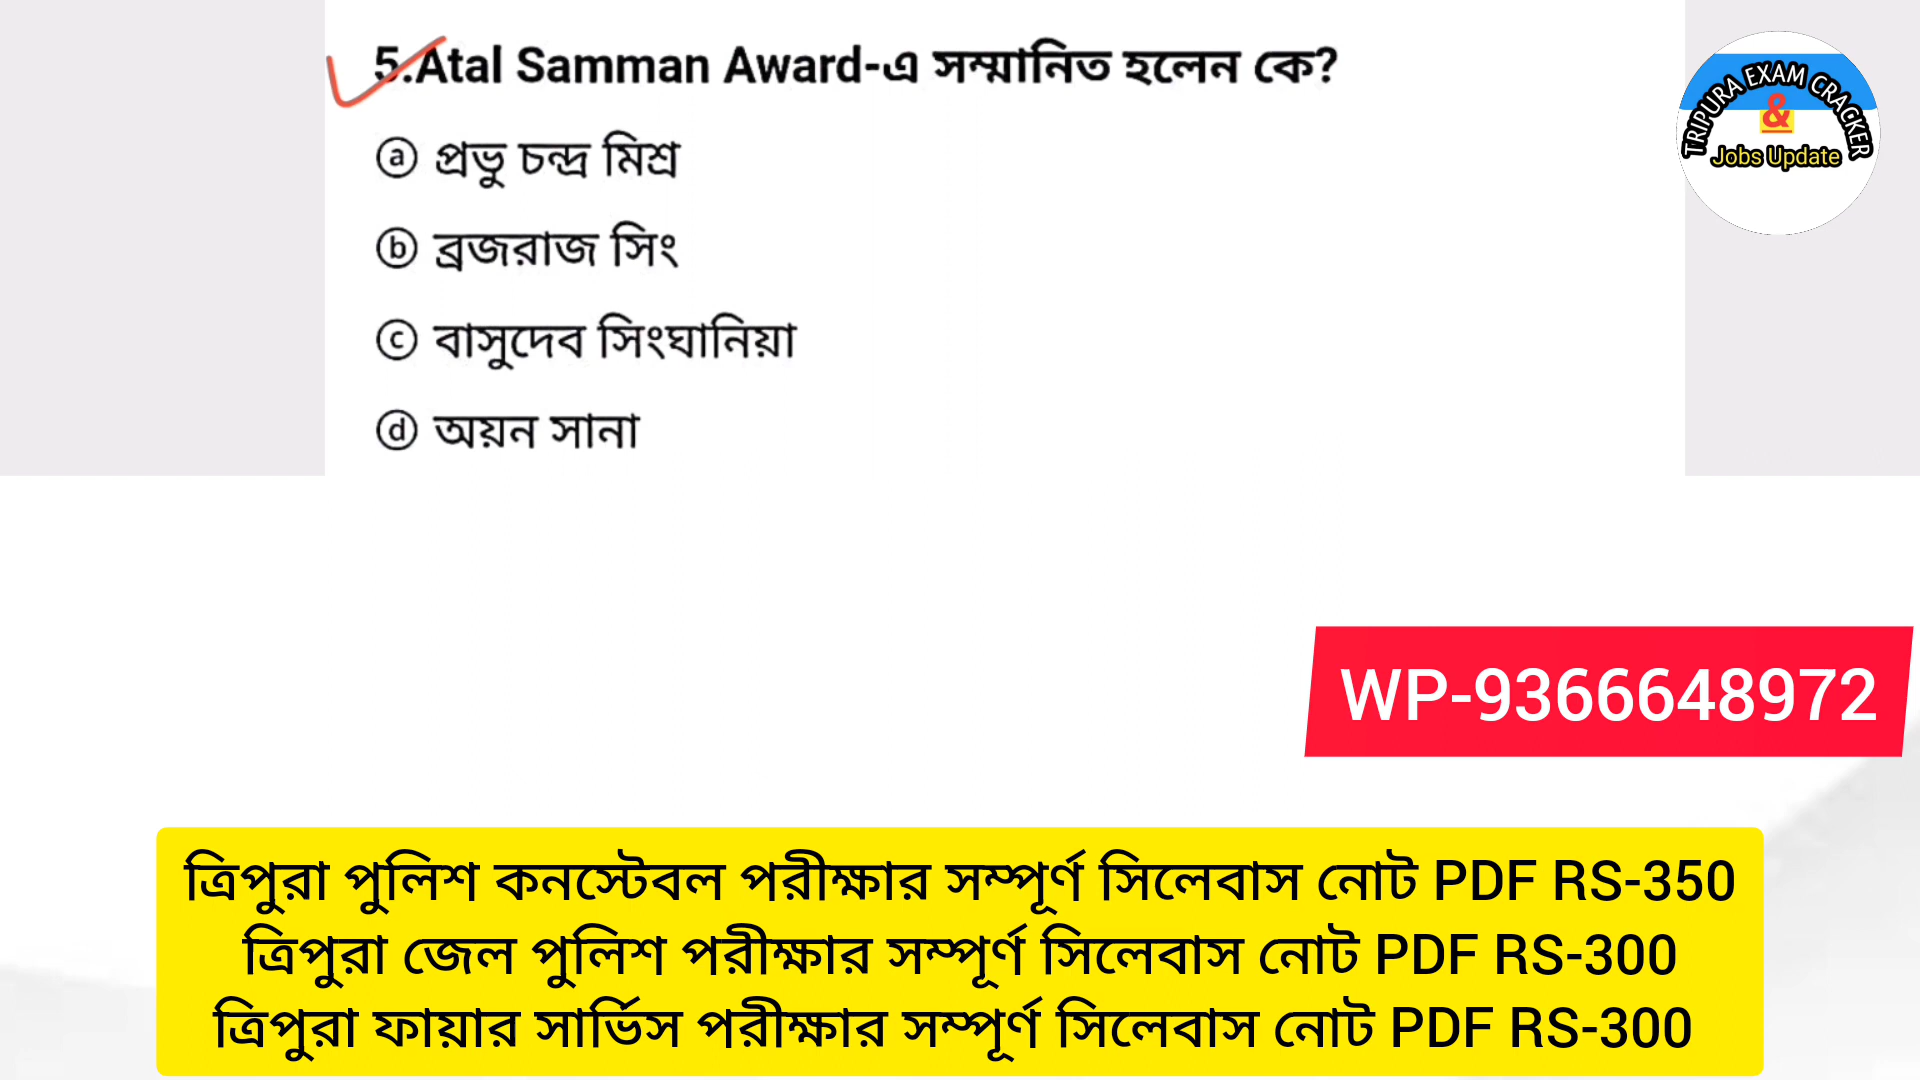 5.Atal Samman Award-এ সম্মানিত হলেন কে?
ⓐ প্রভু চন্দ্র মিশ্র
ⓑ ব্রজরাজ সিং
ⓒ বাসুদেব সিংঘানিয়া
ⓓ অয়ন সানা
TRIPURA EXAM CRACKER
&
Jobs Update
WP-9366648972
ত্রিপুরা পুলিশ কনস্টেবল পরীক্ষার সম্পূর্ণ সিলেবাস নোট PDF RS-350
ত্রিপুরা জেল পুলিশ পরীক্ষার সম্পূর্ণ সিলেবাস নোট PDF RS-300
ত্রিপুরা ফায়ার সার্ভিস পরীক্ষার সম্পূর্ণ সিলেবাস নোট PDF RS-300